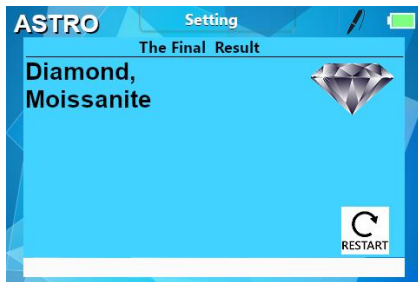 ASTRO
Setting
The Final Result
Diamond,
Moissanite
RESTART